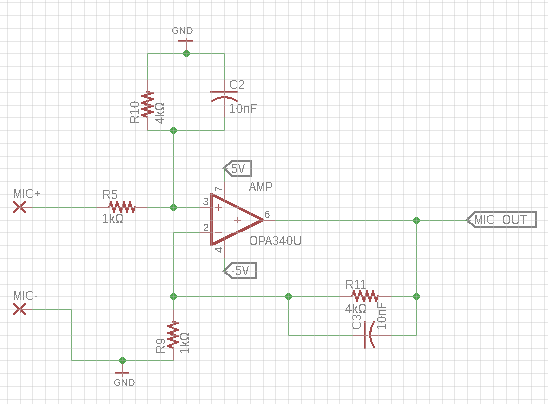 GND
C2
R10
4kΩ
10nF
5V
7
AMP
MIC+
R5
1kΩ
3
+
6
MIC_OUT
2
-
OPA340U
4
5V
MIC-
R11
4kΩ
C3
10nF
R9
1kΩ
GND